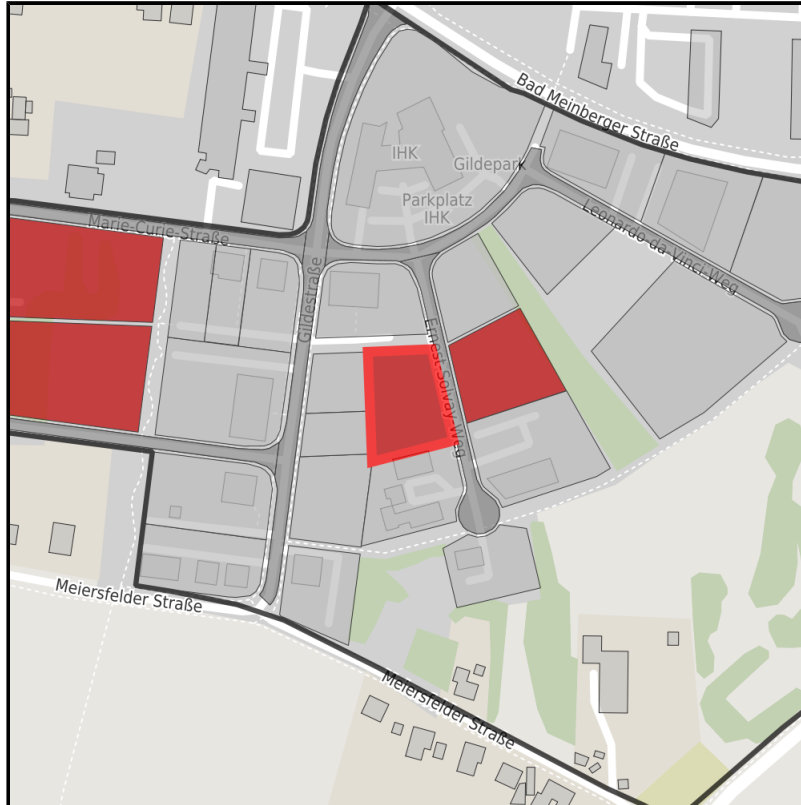 Bad Meinberger Straße
IHK
Gildepark
Parkplatz
IHK
Marie-Curie-Straße
Leonardo-da-Vinci-Weg
Gildestraße
Ernest-Solvay-Weg
Meiersfelder Straße
Meiersfelder Straße